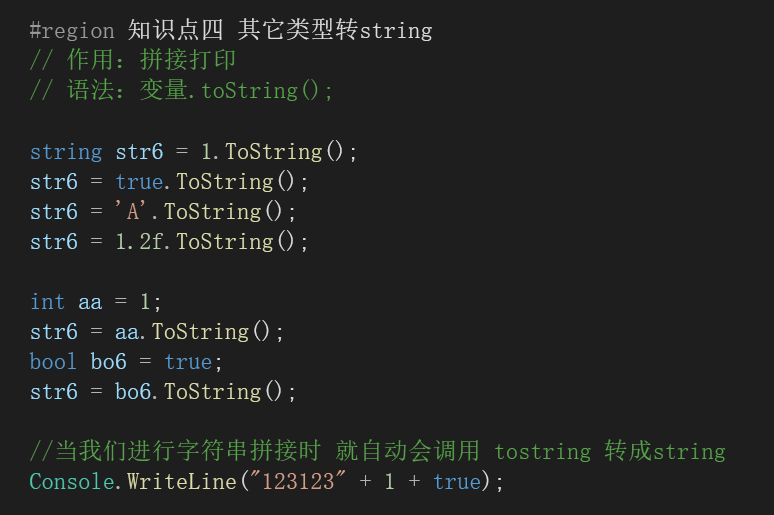 #region 知识点四 其它类型转string
// 作用：拼接打印
// 语法：变量.toString();
string str6 = 1.ToString();
str6 = true.ToString();
str6 = 'A'.ToString();
str6 = 1.2f.ToString();
int aa = 1;
str6 = aa.ToString();
bool bo6 = true;
str6 = bo6.ToString();
//当我们进行字符串拼接时 就自动会调用 tostring 转成string
Console.WriteLine("123123" + 1 + true);